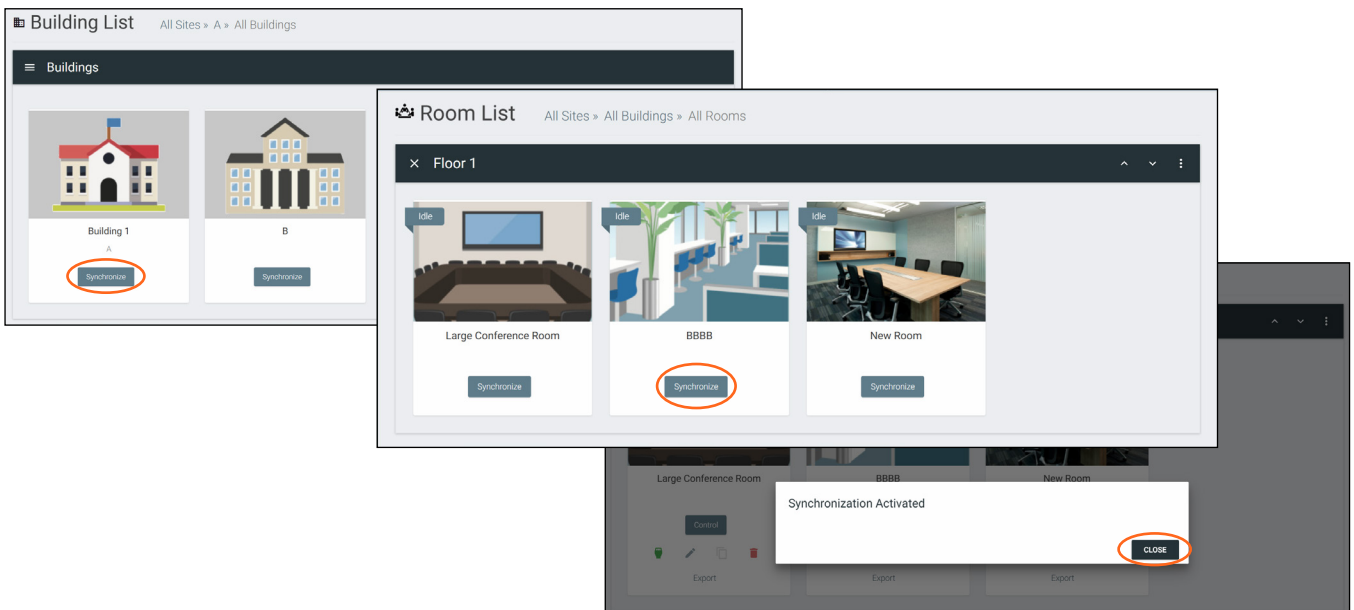 Building List All Sites » A » All Buildings
Buildings
Building 1
A
Synchronize
B
Synchronize
Room List All Sites » All Buildings » All Rooms
Floor 1
Idle
Idle
Idle
Large Conference Room
BBBB
New Room
Synchronize
Synchronize
Synchronize
Large Conference Room
BBBB
New Room
Control
Export
Export
Export
Synchronization Activated
CLOSE